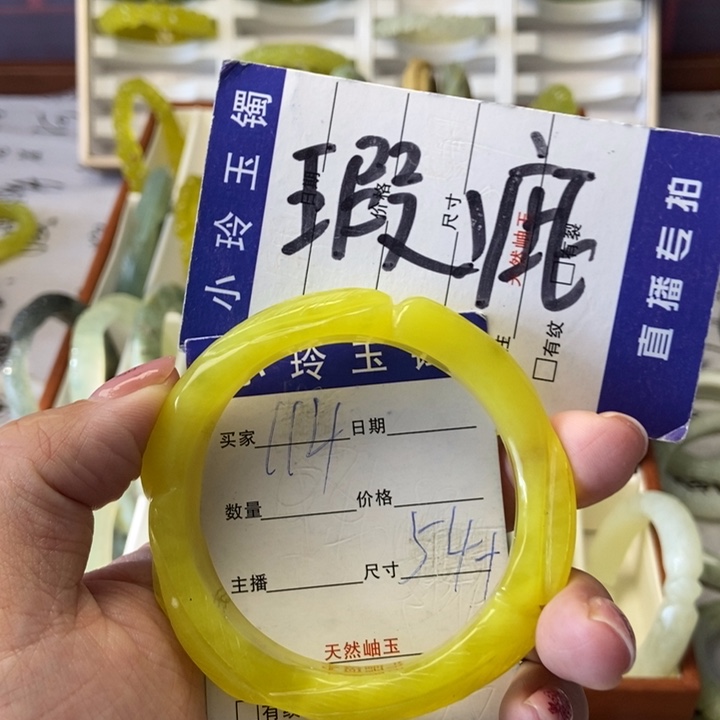 小玲玉镯
瑕疵
日期
价格
尺寸
天然岫玉
有裂
有纹
直播专拍
玲玉
买家 114 日期
数量 价格
主播 尺寸 54+
天然岫玉
有纹